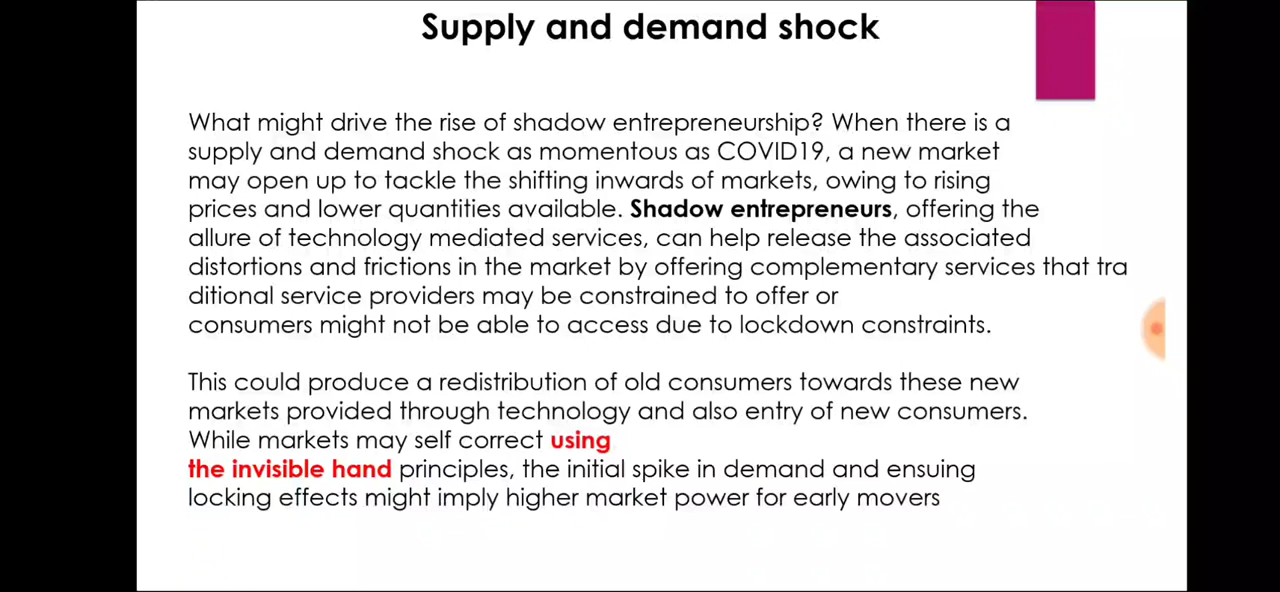 Supply and demand shock
What might drive the rise of shadow entrepreneurship? When there is a
supply and demand shock as momentous as COVID19, a new market
may open up to tackle the shifting inwards of markets, owing to rising
prices and lower quantities available. Shadow entrepreneurs, offering the
allure of technology mediated services, can help release the associated
distortions and frictions in the market by offering complementary services that tra
ditional service providers may be constrained to offer or
consumers might not be able to access due to lockdown constraints.
This could produce a redistribution of old consumers towards these new
markets provided through technology and also entry of new consumers.
While markets may self correct using
the invisible hand principles, the initial spike in demand and ensuing
locking effects might imply higher market power for early movers